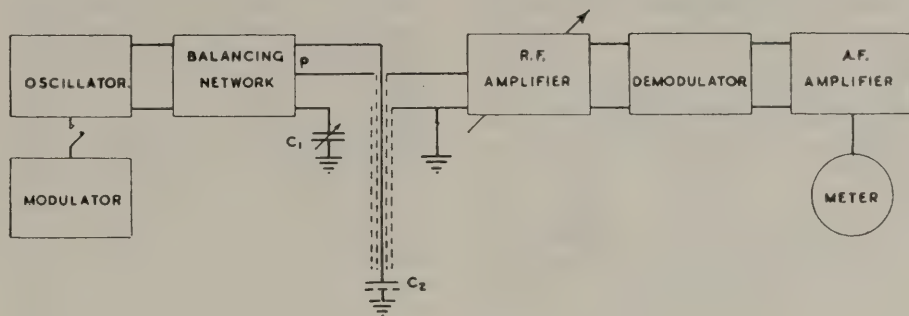 OSCILLATOR.
BALANCING
NETWORK
P
C1
MODULATOR
C2
R.F.
AMPLIFIER
DEMODULATOR
A.F.
AMPLIFIER
METER